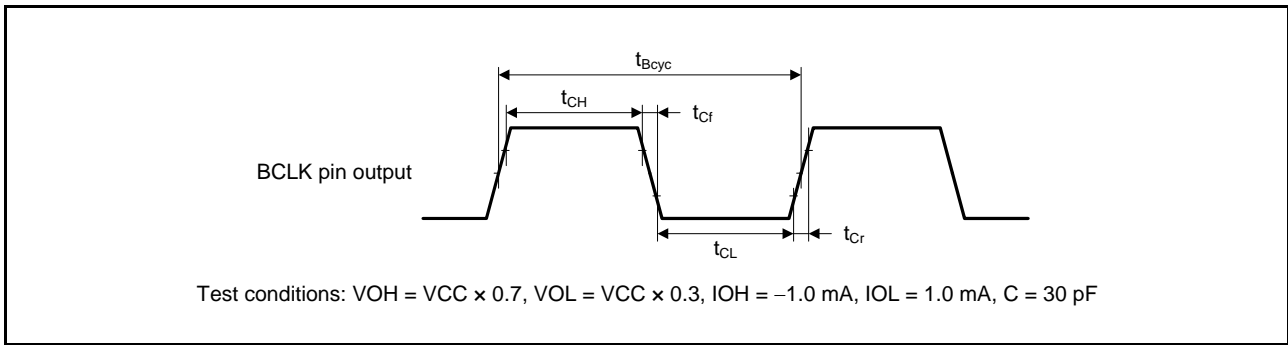 tBcyc
tCH
tCf
BCLK pin output
tCL
tCr
Test conditions: VOH = VCC × 0.7, VOL = VCC × 0.3, IOH = −1.0 mA, IOL = 1.0 mA, C = 30 pF